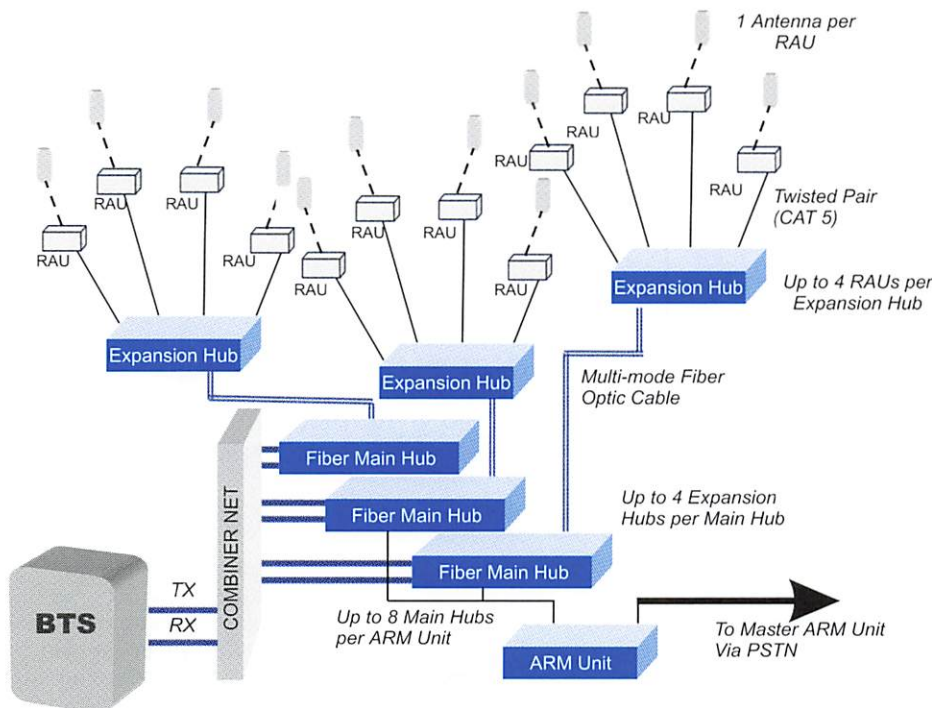 1 Antenna per
RAU
RAU
RAU
RAU
RAU
RAU
RAU
RAU
RAU
RAU
RAU
RAU
RAU
Twisted Pair
(CAT 5)
Expansion Hub
Up to 4 RAUs per
Expansion Hub
Expansion Hub
Expansion Hub
Multi-mode Fiber
Optic Cable
Fiber Main Hub
Fiber Main Hub
Up to 4 Expansion
Hubs per Main Hub
Fiber Main Hub
COMBINER NET
BTS
TX
RX
Up to 8 Main Hubs
per ARM Unit
ARM Unit
To Master ARM Unit
Via PSTN